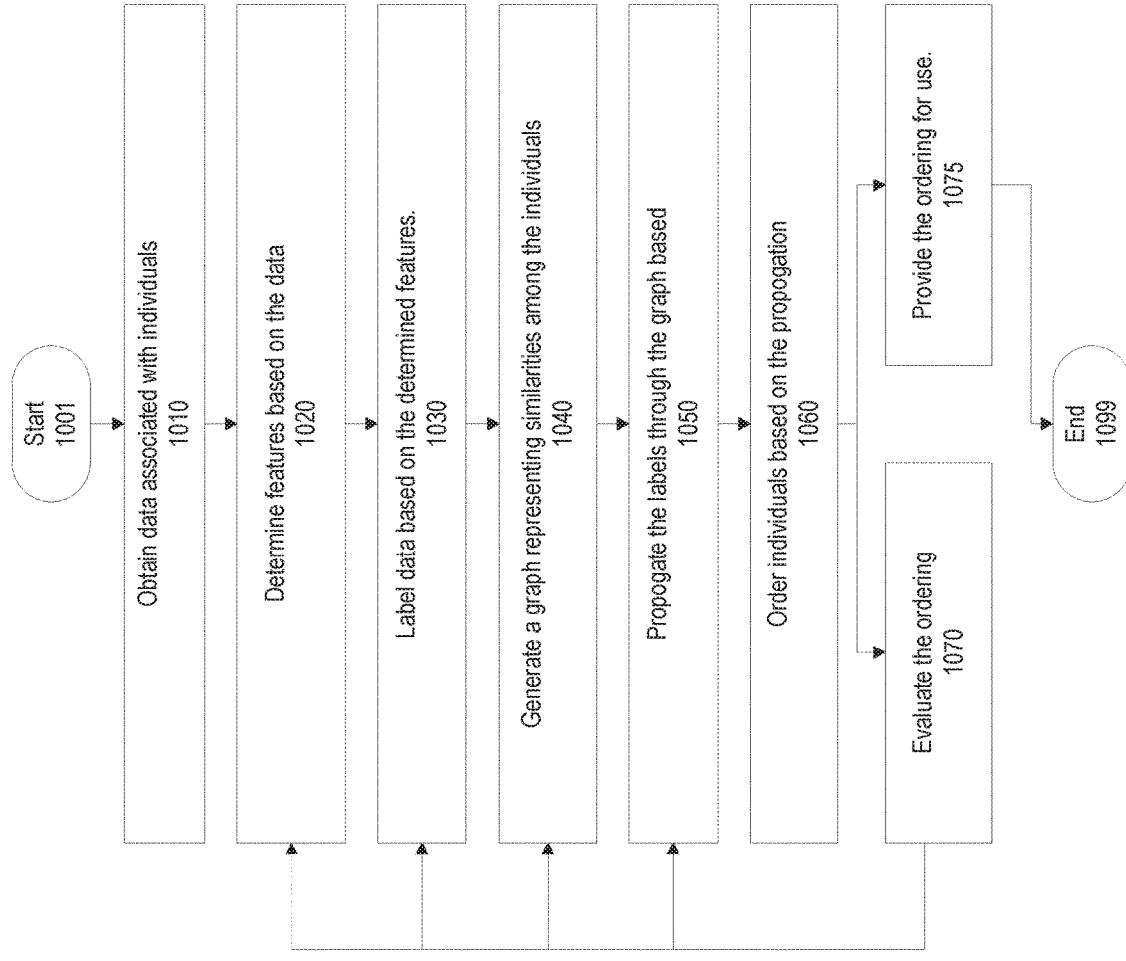 Start
1001
Obtain data associated with individuals
1010
Determine features based on the data
1020
Label data based on the determined features.
1030
Generate a graph representing similarities among the individuals
1040
Propogate the labels through the graph based
1050
Order individuals based on the propogation
1060
Evaluate the ordering
1070
Provide the ordering for use.
1075
End
1099